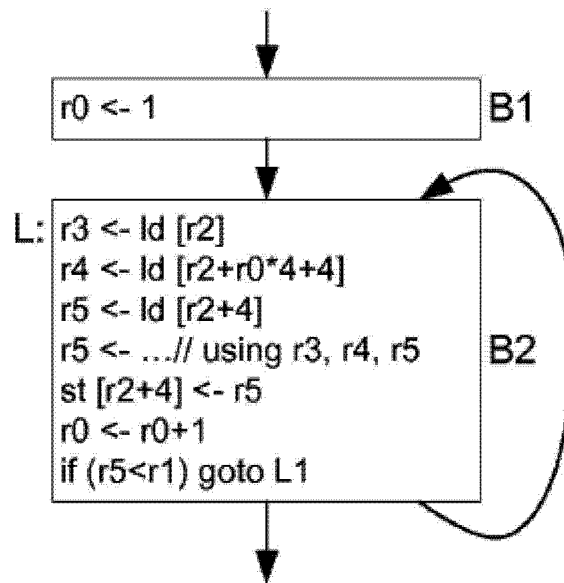 r0 <- 1
B1
L:
r3 <- ld [r2]
r4 <- ld [r2+r0*4+4]
r5 <- ld [r2+4]
r5 <- ...// using r3, r4, r5
B2
st [r2+4] <- r5
r0 <- r0+1
if (r5<r1) goto L1